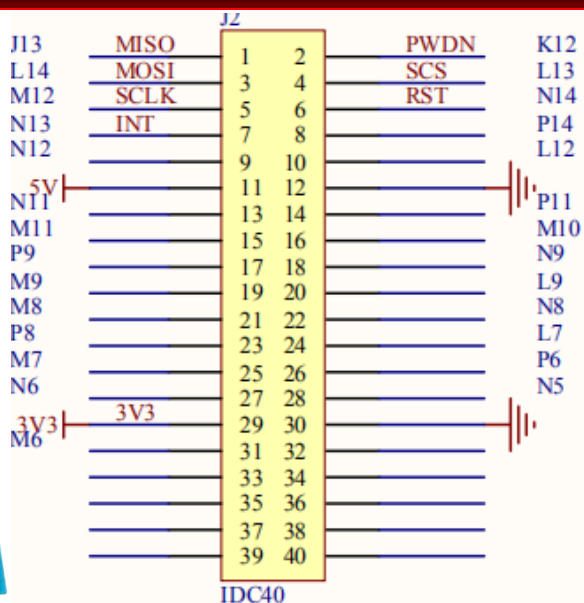 J2
J13 MISO 1 2 PWDN K12
L14 MOSI 3 4 SCS L13
M12 SCLK 5 6 RST N14
N13 INT 7 8 P14
N12 9 10 L12
5V 11 12
N11 13 14 P11
M11 15 16 M10
P9 17 18 N9
M9 19 20 L9
M8 21 22 N8
P8 23 24 L7
M7 25 26 P6
N6 27 28 N5
3V3 3V3 29 30
M6 31 32
33 34
35 36
37 38
39 40
IDC40